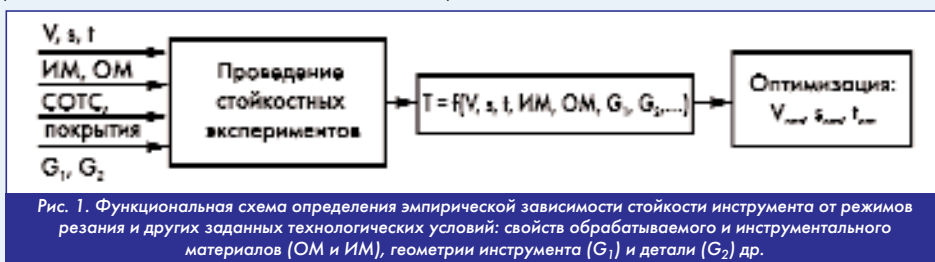 V, s, t
ИМ, ОМ
СОТС,
покрытия
G₁, G₂
Проведение
стойкостных
экспериментов
T = f(V, s, t, ИМ, ОМ, G₁, G₂,...)
Оптимизация:
Рис. 1. Функциональная схема определения эмпирической зависимости стойкости инструмента от режимов
резания и других заданных технологических условий: свойств обрабатываемого и инструментального
материалов (ОМ и ИМ), геометрии инструмента (G₁) и детали (G₂) др.